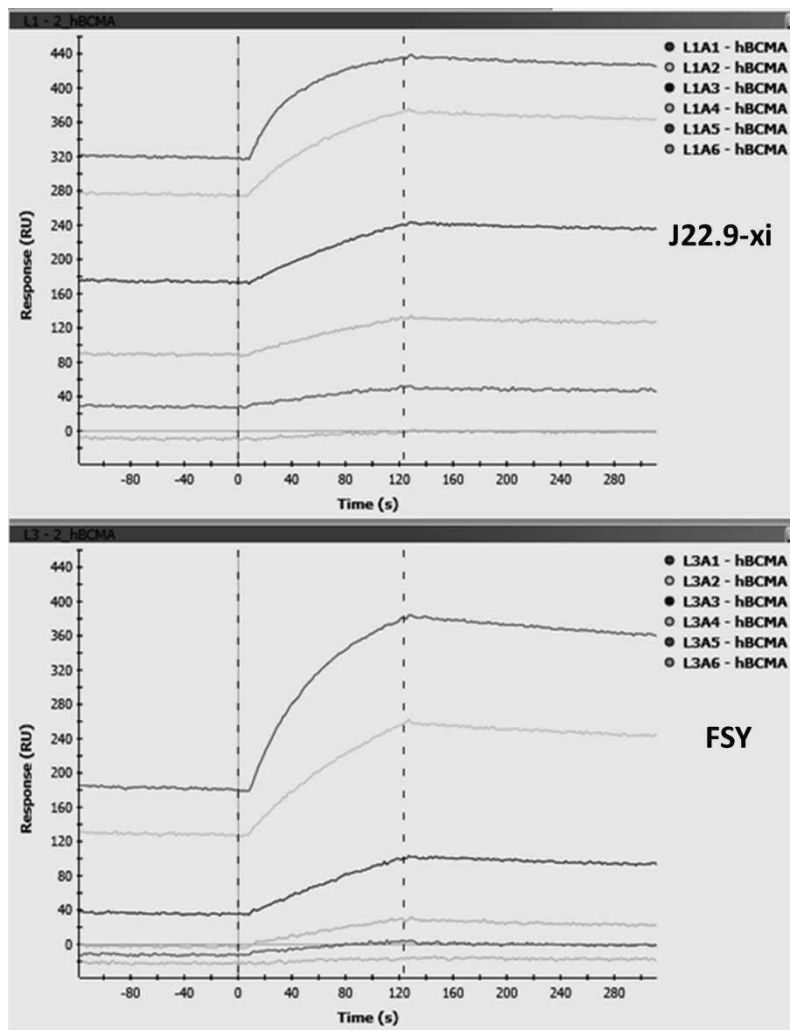 L1 - 2_hBCMA
440
400
360
320
280
240
200
160
120
80
40
0
Response (RU)
-80
-40
0
40
80
120
160
200
240
280
Time (s)
L1A1 - hBCMA
L1A2 - hBCMA
L1A3 - hBCMA
L1A4 - hBCMA
L1A5 - hBCMA
L1A6 - hBCMA
J22.9-xi
L3 - 2_hBCMA
440
400
360
320
280
240
200
160
120
80
40
0
Response (RU)
-80
-40
0
40
80
120
160
200
240
280
Time (s)
L3A1 - hBCMA
L3A2 - hBCMA
L3A3 - hBCMA
L3A4 - hBCMA
L3A5 - hBCMA
L3A6 - hBCMA
FSY